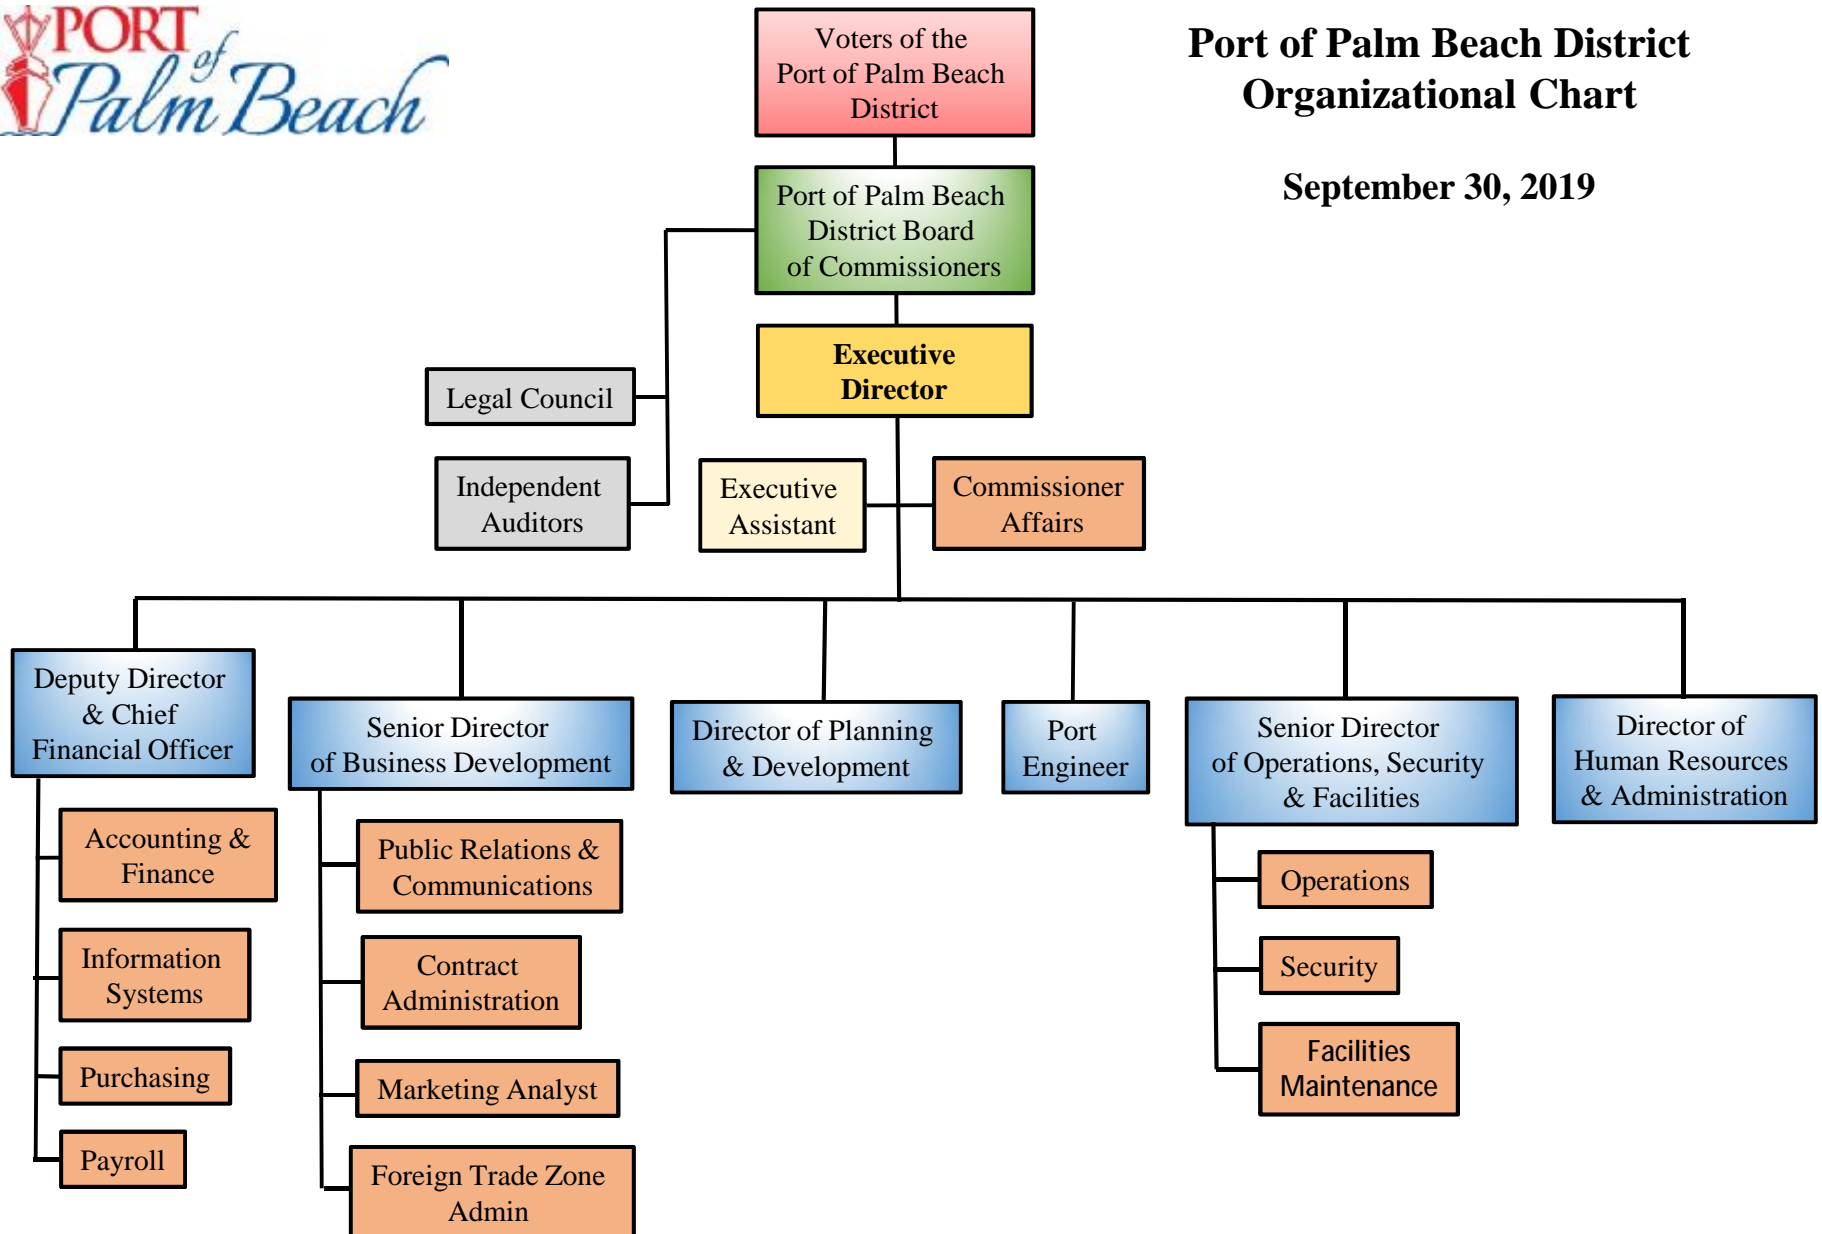 PORT
of
Palm Beach
Port of Palm Beach District
Organizational Chart
September 30, 2019
Voters of the
Port of Palm Beach
District
Port of Palm Beach
District Board
of Commissioners
Executive
Director
Legal Council
Independent
Auditors
Executive
Assistant
Commissioner
Affairs
Deputy Director
& Chief
Financial Officer
Accounting &
Finance
Information
Systems
Purchasing
Payroll
Senior Director
of Business Development
Public Relations &
Communications
Contract
Administration
Marketing Analyst
Foreign Trade Zone
Admin
Director of Planning
& Development
Port
Engineer
Senior Director
of Operations, Security
& Facilities
Operations
Security
Facilities
Maintenance
Director of
Human Resources
& Administration